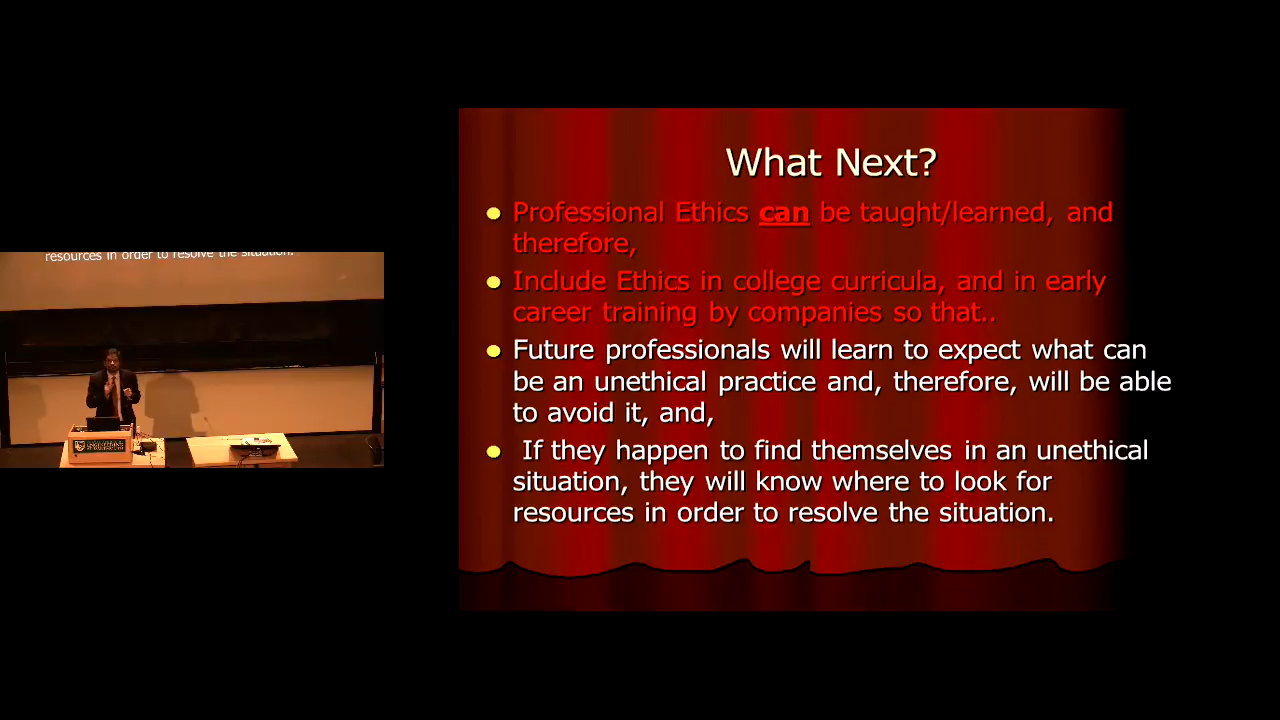 What Next?
Professional Ethics can be taught/learned, and
therefore,
Include Ethics in college curricula, and in early
career training by companies so that..
Future professionals will learn to expect what can
be an unethical practice and, therefore, will be able
to avoid it, and,
If they happen to find themselves in an unethical
situation, they will know where to look for
resources in order to resolve the situation.
resources in order to resolve the situation.